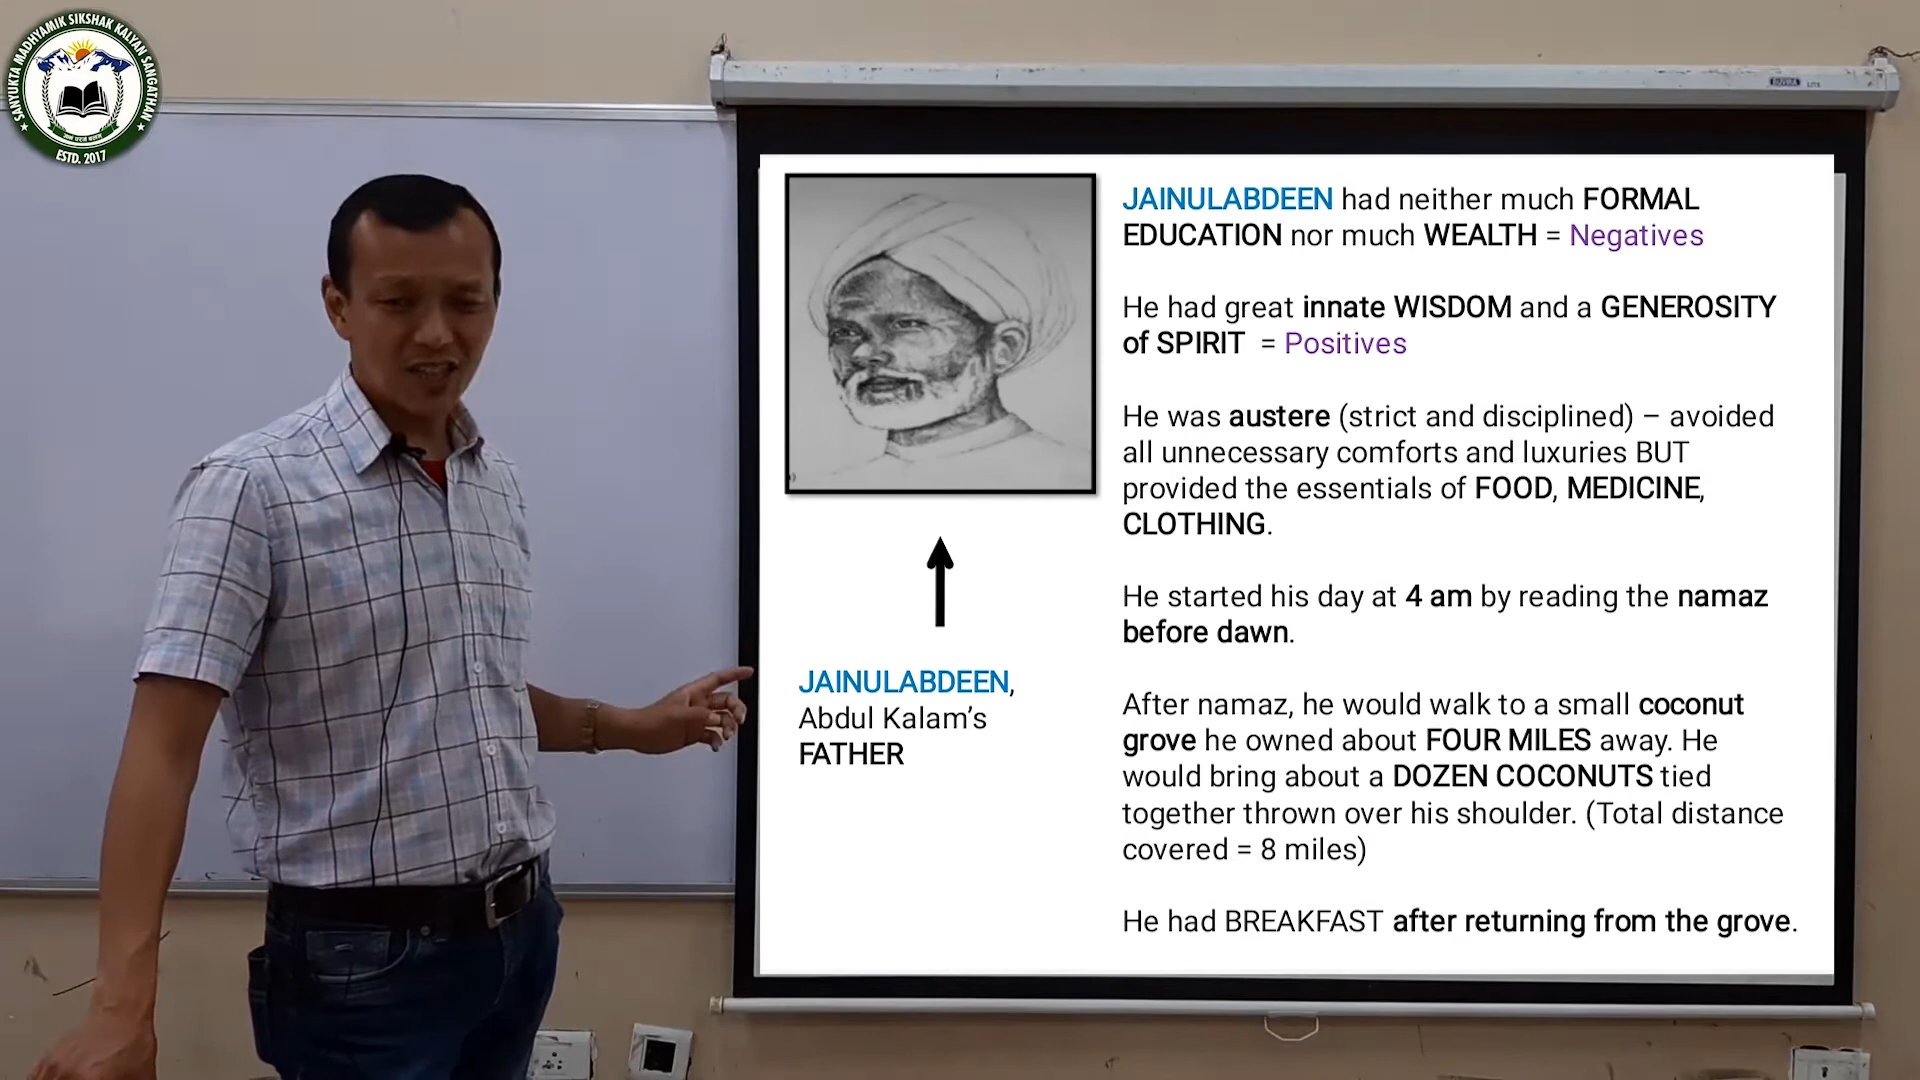 SANYUKTA MADHYAMIK SIKSHAK KALYAN SANGATHAN
ESTD. 2017
JAINULABDEEN had neither much FORMAL
EDUCATION nor much WEALTH = Negatives
He had great innate WISDOM and a GENEROSITY
of SPIRIT = Positives
He was austere (strict and disciplined) – avoided
all unnecessary comforts and luxuries BUT
provided the essentials of FOOD, MEDICINE,
CLOTHING.
He started his day at 4 am by reading the namaz
before dawn.
After namaz, he would walk to a small coconut
grove he owned about FOUR MILES away. He
would bring about a DOZEN COCONUTS tied
together thrown over his shoulder. (Total distance
covered = 8 miles)
He had BREAKFAST after returning from the grove.
JAINULABDEEN,
Abdul Kalam's
FATHER